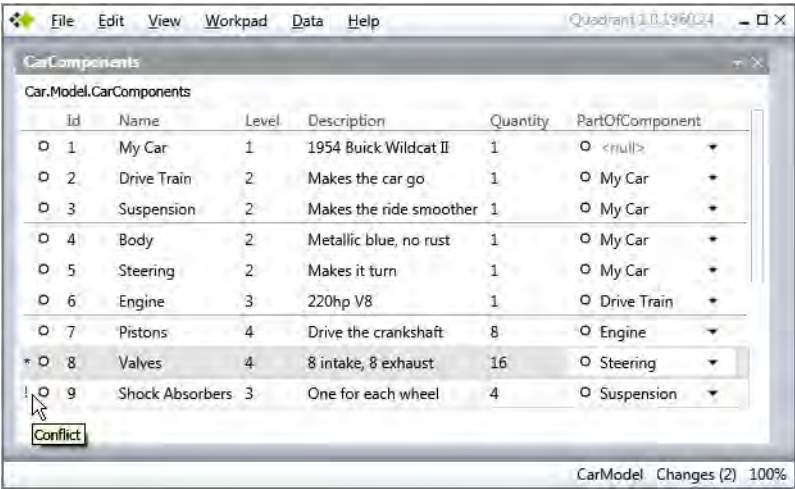 File Edit View Workpad Data Help Quadrant 1.0.1960.24
CarComponents
Car.Model.CarComponents
Id Name Level Description Quantity PartOfComponent
1 My Car 1 1954 Buick Wildcat II 1 <null>
2 Drive Train 2 Makes the car go 1 My Car
3 Suspension 2 Makes the ride smoother 1 My Car
4 Body 2 Metallic blue, no rust 1 My Car
5 Steering 2 Makes it turn 1 My Car
6 Engine 3 220hp V8 1 Drive Train
7 Pistons 4 Drive the crankshaft 8 Engine
* 8 Valves 4 8 intake, 8 exhaust 16 Steering
! 9 Shock Absorbers 3 One for each wheel 4 Suspension
Conflict
CarModel Changes (2) 100%